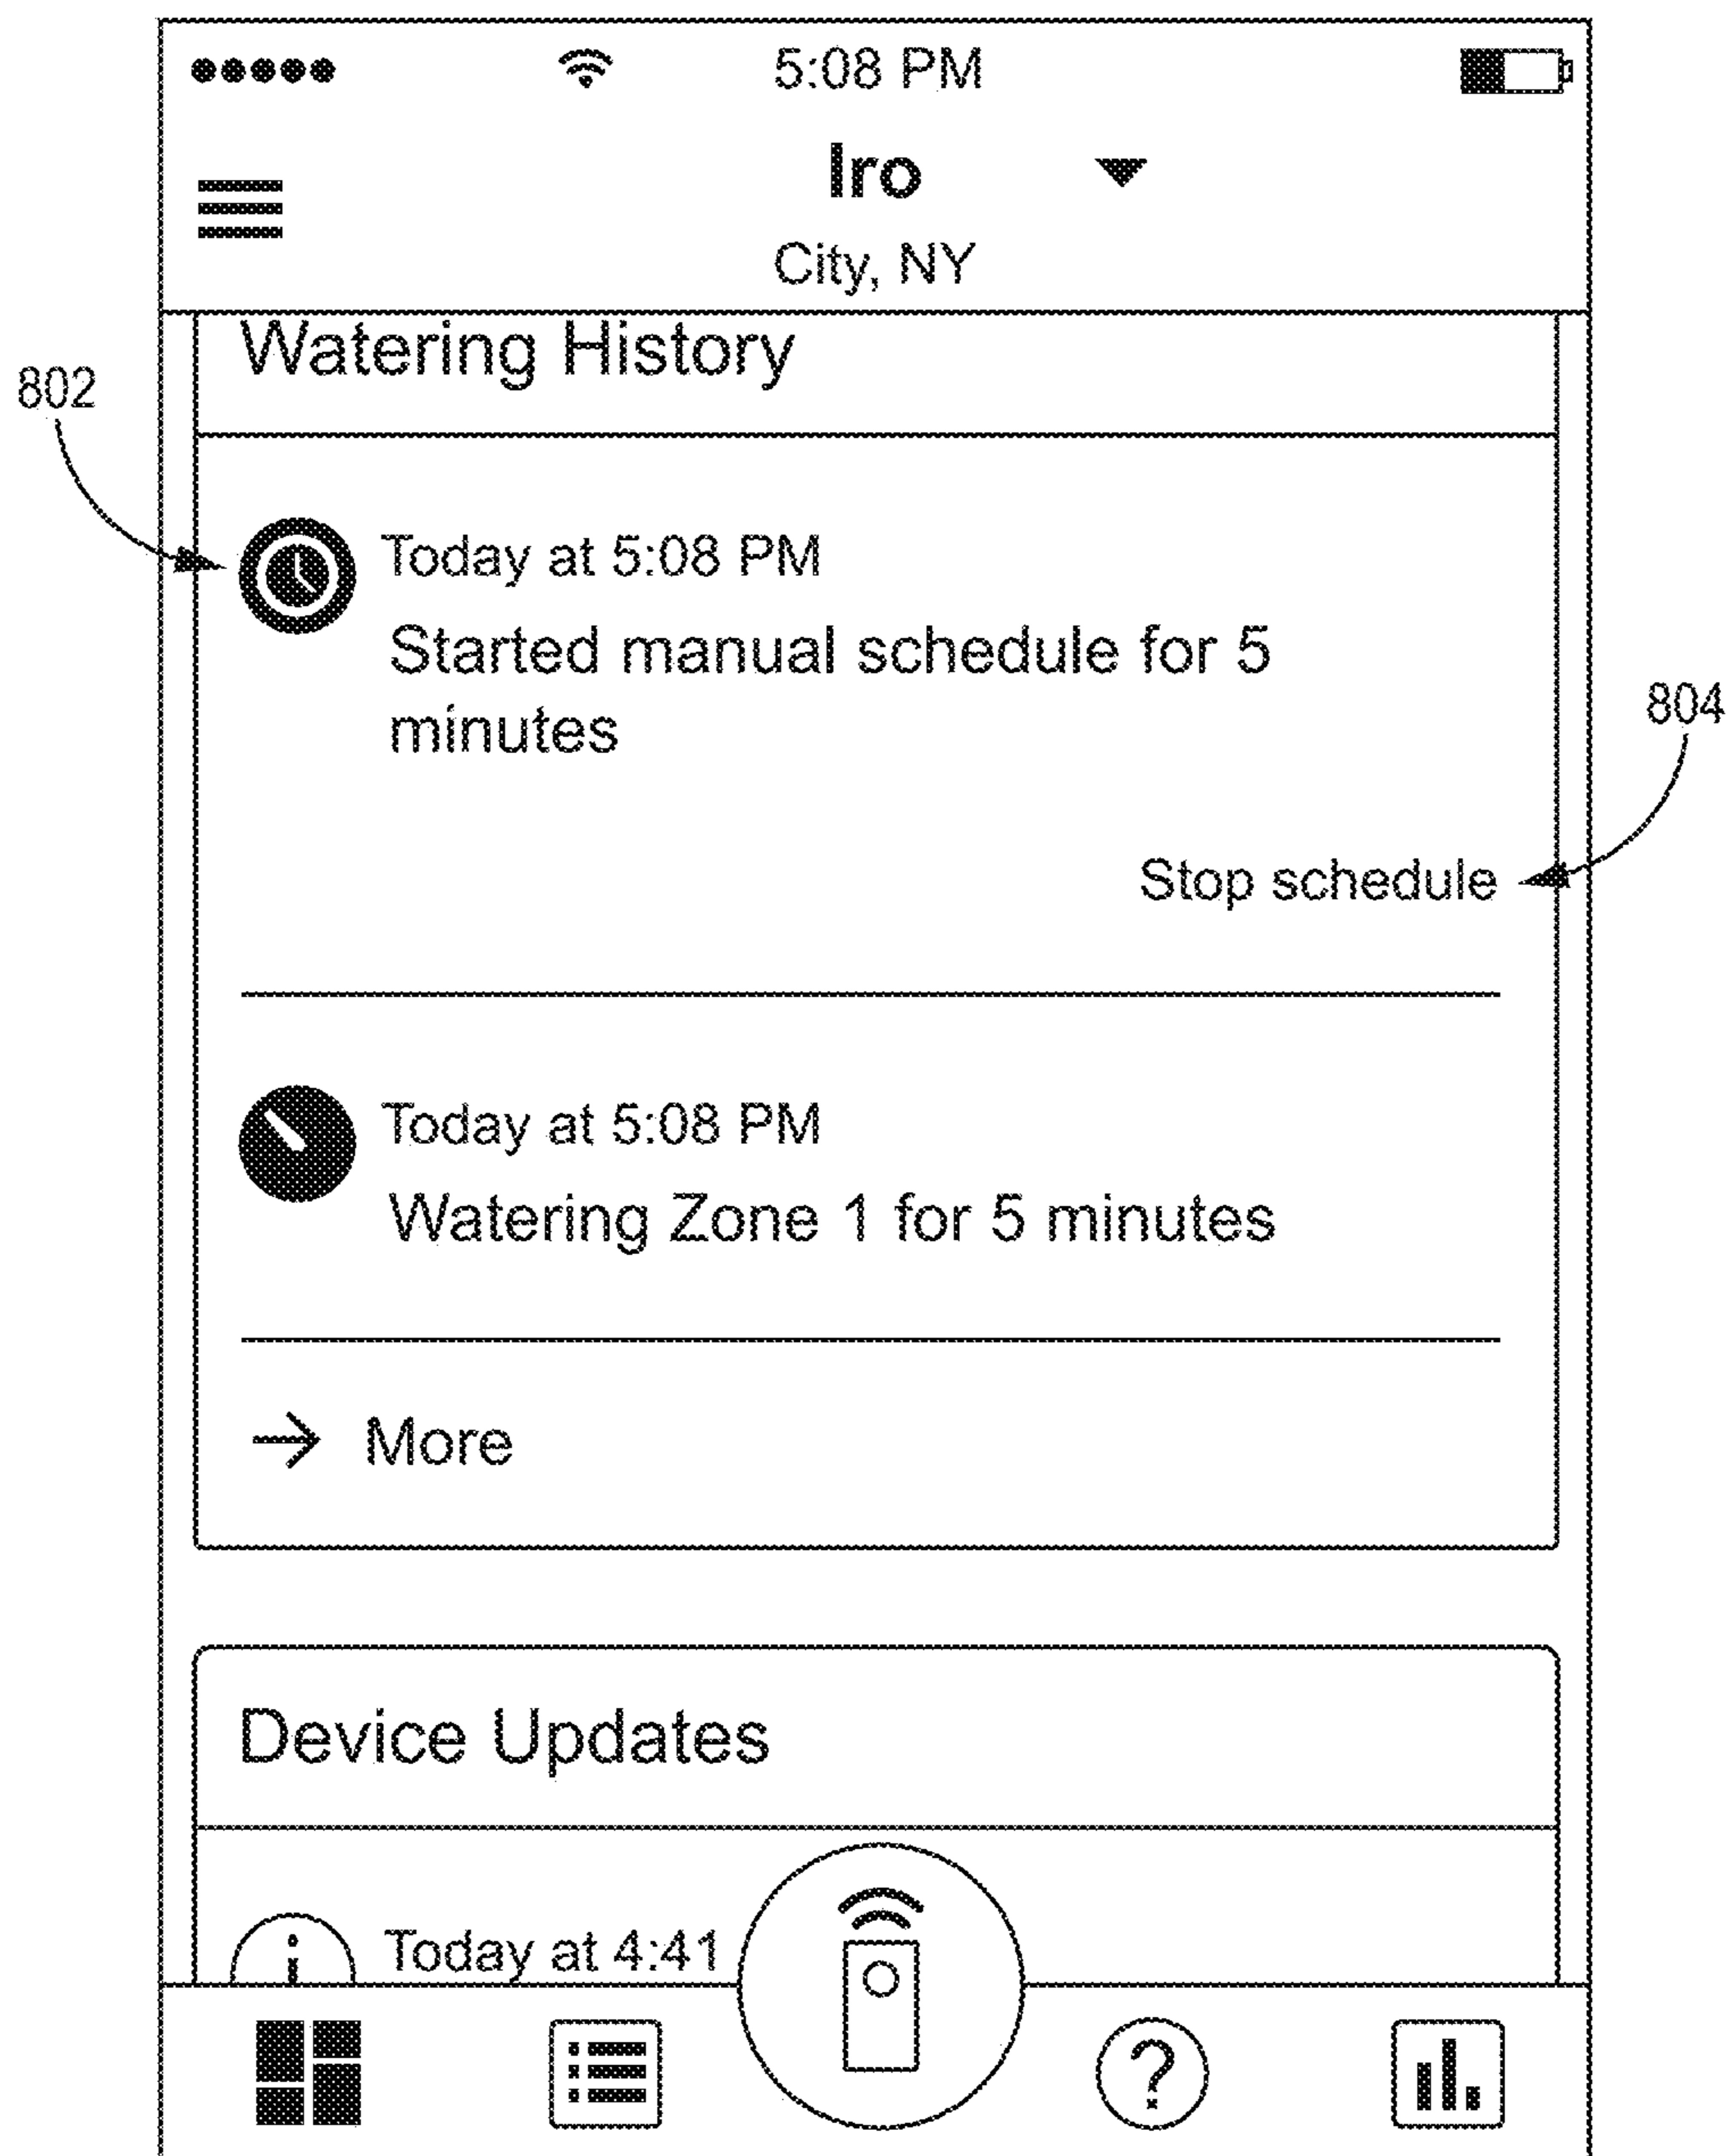 5:08 PM
Iro
City, NY
Watering History
802
Today at 5:08 PM
Started manual schedule for 5
minutes
804
Stop schedule
Today at 5:08 PM
Watering Zone 1 for 5 minutes
More
Device Updates
i
Today at 4:41
?